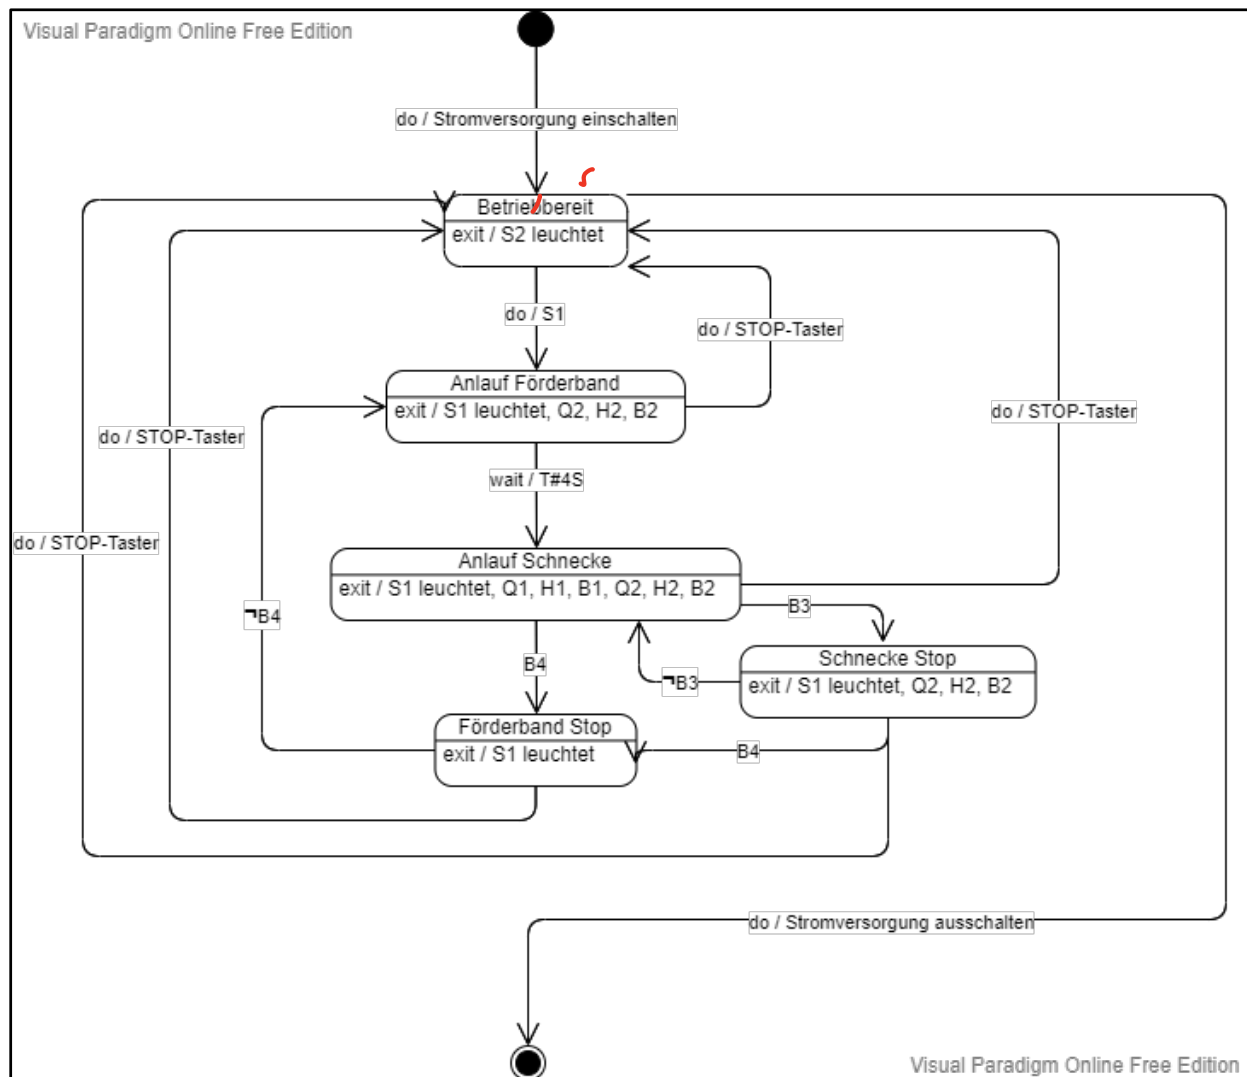 Visual Paradigm Online Free Edition
do / Stromversorgung einschalten
Betriebbereit
exit / S2 leuchtet
do / S1
do / STOP-Taster
Anlauf Förderband
exit / S1 leuchtet, Q2, H2, B2
do / STOP-Taster
do / STOP-Taster
wait / T#4S
do / STOP-Taster
Anlauf Schnecke
exit / S1 leuchtet, Q1, H1, B1, Q2, H2, B2
¬B4
B3
B4
Schnecke Stop
¬B3
exit / S1 leuchtet, Q2, H2, B2
Förderband Stop
exit / S1 leuchtet
B4
do / Stromversorgung ausschalten
Visual Paradigm Online Free Edition